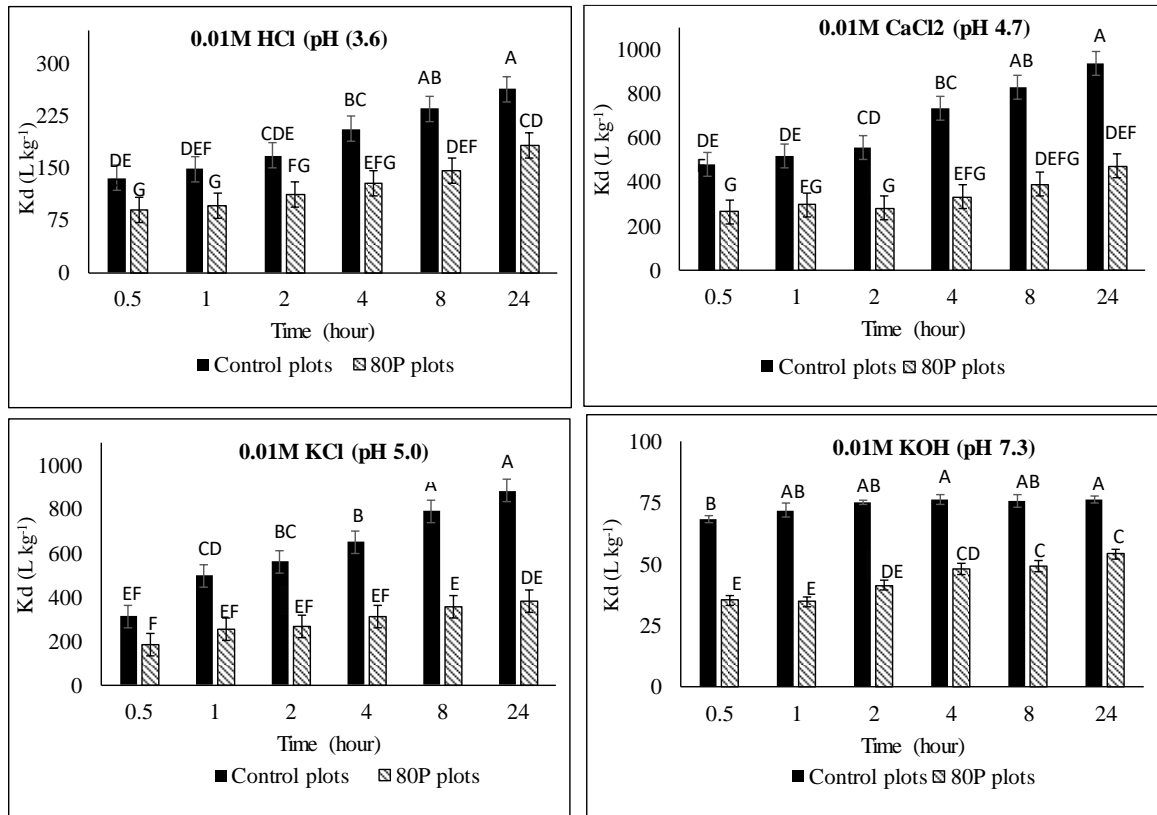 0.01M HCl (pH (3.6)
Kd (L kg⁻¹)
300
225
150
75
0
DE G DEF G CDE FG BC EFG AB DEF A CD
0.5 1 2 4 8 24
Time (hour)
Control plots 80P plots
0.01M CaCl2 (pH 4.7)
Kd (L kg⁻¹)
1000
800
600
400
200
0
DE G DE EG CD G BC EFG AB DEFG A DEF
0.5 1 2 4 8 24
Time (hour)
Control plots 80P plots
0.01M KCl (pH 5.0)
Kd (L kg⁻¹)
1000
800
600
400
200
0
EF F CD EF BC EF B EF A E A DE
0.5 1 2 4 8 24
Time (hour)
Control plots 80P plots
0.01M KOH (pH 7.3)
Kd (L kg⁻¹)
100
75
50
25
0
B E AB E AB DE A CD AB C A C
0.5 1 2 4 8 24
Time (hour)
Control plots 80P plots